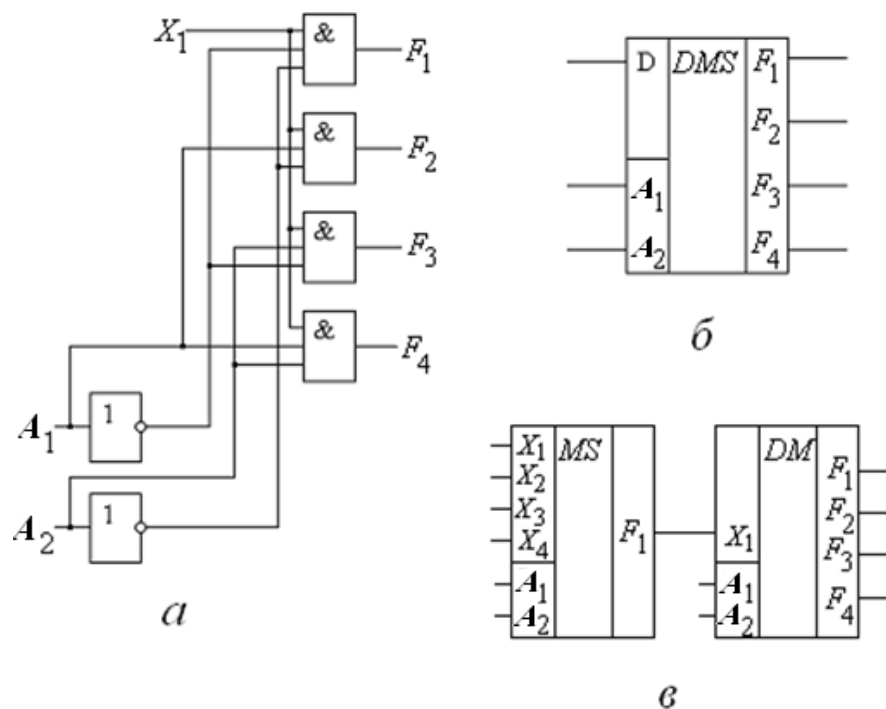 X₁
&
F₁
&
F₂
&
F₃
&
F₄
A₁
1
A₂
1
а
D
DMS
F₁
F₂
A₁
F₃
A₂
F₄
б
X₁
MS
X₂
X₃
X₄
F₁
A₁
A₂
DM
F₁
F₂
X₁
F₃
A₁
F₄
A₂
в